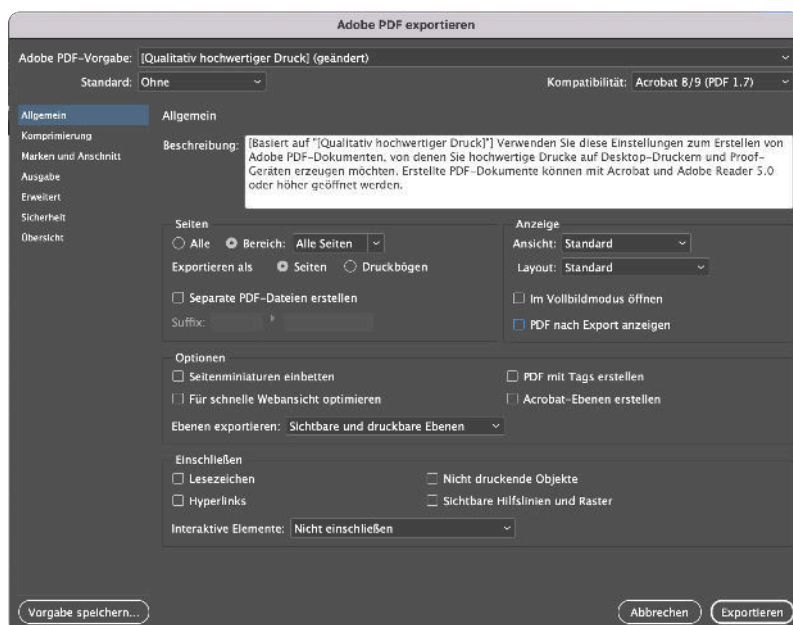 Adobe PDF exportieren
Adobe PDF-Vorgabe: [Qualitativ hochwertiger Druck] (geändert)
Standard: Ohne Kompatibilität: Acrobat 8/9 (PDF 1.7)
Allgemein
Komprimierung
Marken und Anschnitt
Ausgabe
Erweitert
Sicherheit
Übersicht
Allgemein
Beschreibung: [Basiert auf "[Qualitativ hochwertiger Druck]"] Verwenden Sie diese Einstellungen zum Erstellen von
Adobe PDF-Dokumenten, von denen Sie hochwertige Drucke auf Desktop-Druckern und Proof-
Geräten erzeugen möchten. Erstellte PDF-Dokumente können mit Acrobat und Adobe Reader 5.0
oder höher geöffnet werden.
Seiten
Alle Bereich: Alle Seiten
Exportieren als Seiten Druckbögen
Separate PDF-Dateien erstellen
Suffix:
Anzeige
Ansicht: Standard
Layout: Standard
Im Vollbildmodus öffnen
PDF nach Export anzeigen
Optionen
Seitenminiaturen einbetten PDF mit Tags erstellen
Für schnelle Webansicht optimieren Acrobat-Ebenen erstellen
Ebenen exportieren: Sichtbare und druckbare Ebenen
Einschließen
Lesezeichen Nicht druckende Objekte
Hyperlinks Sichtbare Hilfslinien und Raster
Interaktive Elemente: Nicht einschließen
Vorgabe speichern... Abbrechen Exportieren